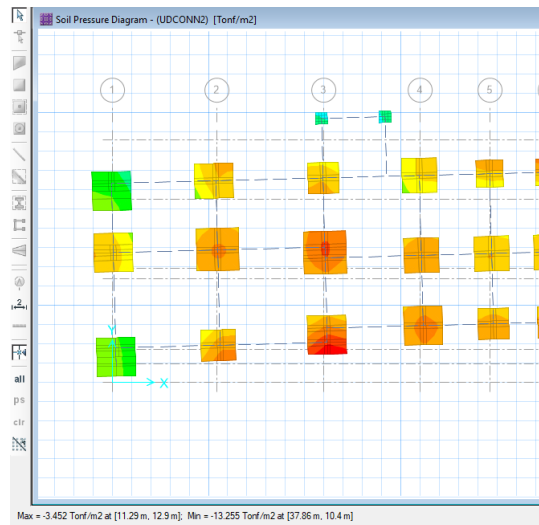 Soil Pressure Diagram - (UDCONN2) [Tonf/m2]
1 2 3 4 5
2
Y
X
all
ps
clr
Max = -3.452 Tonf/m2 at [11.29 m, 12.9 m]; Min = -13.255 Tonf/m2 at [37.86 m, 10.4 m]